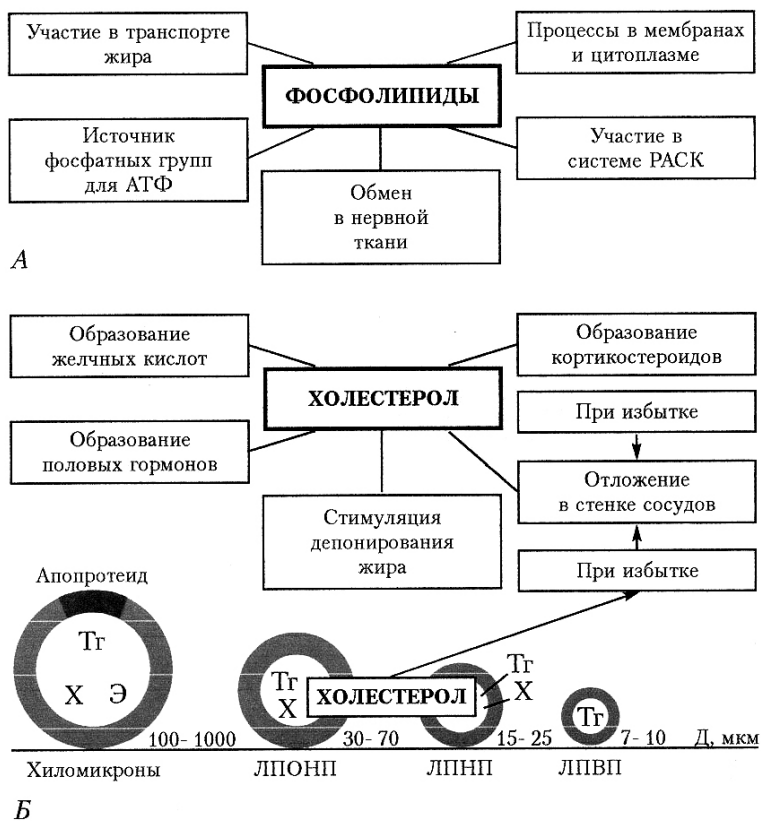 Участие в транспорте
жира
Процессы в мембранах
и цитоплазме
ФОСФОЛИПИДЫ
Источник
фосфатных групп
для АТФ
Участие в
системе РАСК
Обмен
в нервной
ткани
А
Образование
желчных кислот
Образование
кортикостероидов
ХОЛЕСТЕРОЛ
При избытке
Образование
половых гормонов
Отложение
в стенке сосудов
Стимуляция
депонирования
жира
При избытке
Апопротеид
Тг
Х Э
Тг
Х
ХОЛЕСТЕРОЛ
Тг
Х
Тг
100-1000
30-70
15-25
7-10
Д, мкм
Хиломикроны
ЛПОНП
ЛПНП
ЛПВП
Б